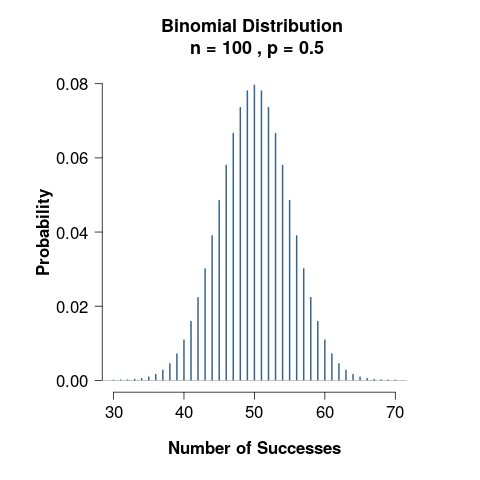 Binomial Distribution
n = 100 , p = 0.5
0.08
0.06
0.04
0.02
0.00
Probability
30 40 50 60 70
Number of Successes